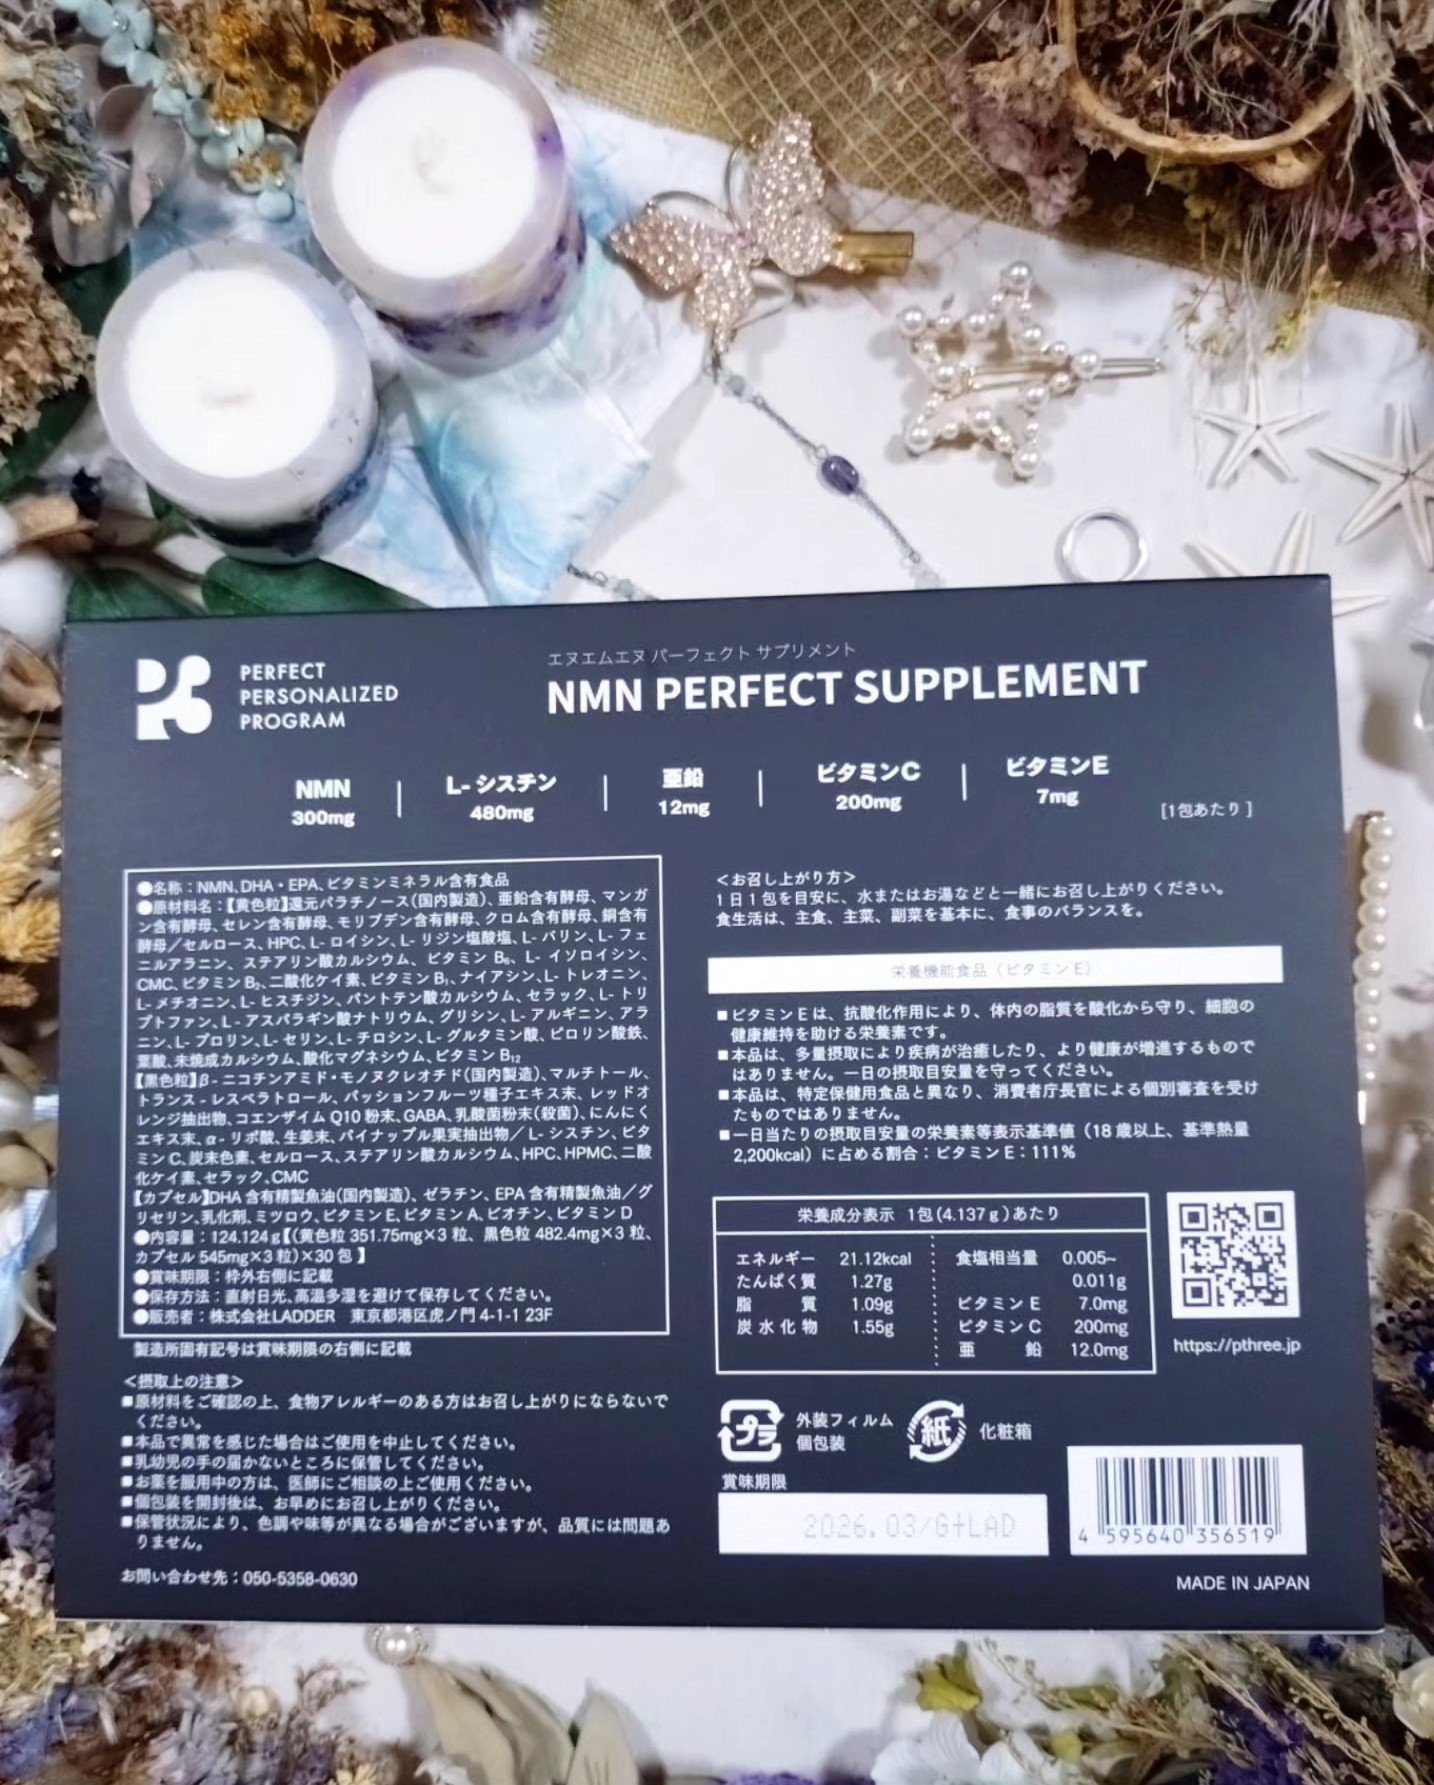 PERFECT
PERSONALIZED
PROGRAM
エヌエムエヌ パーフェクト サプリメント
NMN PERFECT SUPPLEMENT
NMN
300mg
L-シスチン
480mg
亜鉛
12mg
ビタミンC
200mg
ビタミンE
7mg
[1包あたり]
●名称：NMN、DHA・EPA、ビタミンミネラル含有食品
●原材料名：【黄色粒】還元パラチノース(国内製造)、亜鉛含有酵母、マンガ
ン含有酵母、セレン含有酵母、モリブデン含有酵母、クロム含有酵母、銅含有
酵母／セルロース、HPC、L- ロイシン、L- リジン塩酸塩、L- バリン、L- フェ
ニルアラニン、ステアリン酸カルシウム、ビタミン B₆、L- イソロイシン、
CMC、ビタミン B₂、二酸化ケイ素、ビタミン B₁、ナイアシン、L- トレオニン、
L- メチオニン、L- ヒスチジン、パントテン酸カルシウム、セラック、L- トリ
プトファン、L - アスパラギン酸ナトリウム、グリシン、L- アルギニン、アラ
ニン、L- プロリン、L- セリン、L- チロシン、L- グルタミン酸、ピロリン酸鉄、
葉酸、未焼成カルシウム、酸化マグネシウム、ビタミン B₁₂
【黒色粒】β - ニコチンアミド・モノヌクレオチド(国内製造)、マルチトール、
トランス - レスベラトロール、パッションフルーツ種子エキス末、レッドオ
レンジ抽出物、コエンザイム Q10 粉末、GABA、乳酸菌粉末(殺菌)、にんにく
エキス末、α - リポ酸、生姜末、パイナップル果実抽出物／ L- シスチン、ビタ
ミン C、炭末色素、セルロース、ステアリン酸カルシウム、HPC、HPMC、二酸
化ケイ素、セラック、CMC
【カプセル】DHA 含有精製魚油(国内製造)、ゼラチン、EPA 含有精製魚油／グ
リセリン、乳化剤、ミツロウ、ビタミン E、ビタミン A、ビオチン、ビタミン D
●内容量：124.124ｇ【(黄色粒 351.75mg×3 粒、黒色粒 482.4mg×3 粒、
カプセル 545mg×3 粒)×30 包 】
●賞味期限：枠外右側に記載
●保存方法：直射日光、高温多湿を避けて保存してください。
●販売者：株式会社LADDER 東京都港区虎ノ門 4-1-1 23F
製造所固有記号は賞味期限の右側に記載
＜摂取上の注意＞
■原材料をご確認の上、食物アレルギーのある方はお召し上がりにならないで
ください。
■本品で異常を感じた場合はご使用を中止してください。
■乳幼児の手の届かないところに保管してください。
■お薬を服用中の方は、医師にご相談の上ご使用ください。
■個包装を開封後は、お早めにお召し上がりください。
■保管状況により、色調や味等が異なる場合がございますが、品質には問題あ
りません。
お問い合わせ先：050-5358-0630
＜お召し上がり方＞
1日1包を目安に、水またはお湯などと一緒にお召し上がりください。
食生活は、主食、主菜、副菜を基本に、食事のバランスを。
栄養機能食品（ビタミンE）
■ビタミンEは、抗酸化作用により、体内の脂質を酸化から守り、細胞の
健康維持を助ける栄養素です。
■本品は、多量摂取により疾病が治癒したり、より健康が増進するもので
はありません。一日の摂取目安量を守ってください。
■本品は、特定保健用食品と異なり、消費者庁長官による個別審査を受け
たものではありません。
■一日当たりの摂取目安量の栄養素等表示基準値（18 歳以上、基準熱量
2,200kcal）に占める割合：ビタミンE：111%
栄養成分表示 1包(4.137ｇ)あたり
エネルギー 21.12kcal
たんぱく質 1.27g
脂質 1.09g
炭水化物 1.55g
食塩相当量 0.005~
0.011g
ビタミンE 7.0mg
ビタミンC 200mg
亜鉛 12.0mg
https://pthree.jp
プラ
外装フィルム
個包装
紙
化粧箱
賞味期限
2026.03/G+LAD
4 595640 356519
MADE IN JAPAN